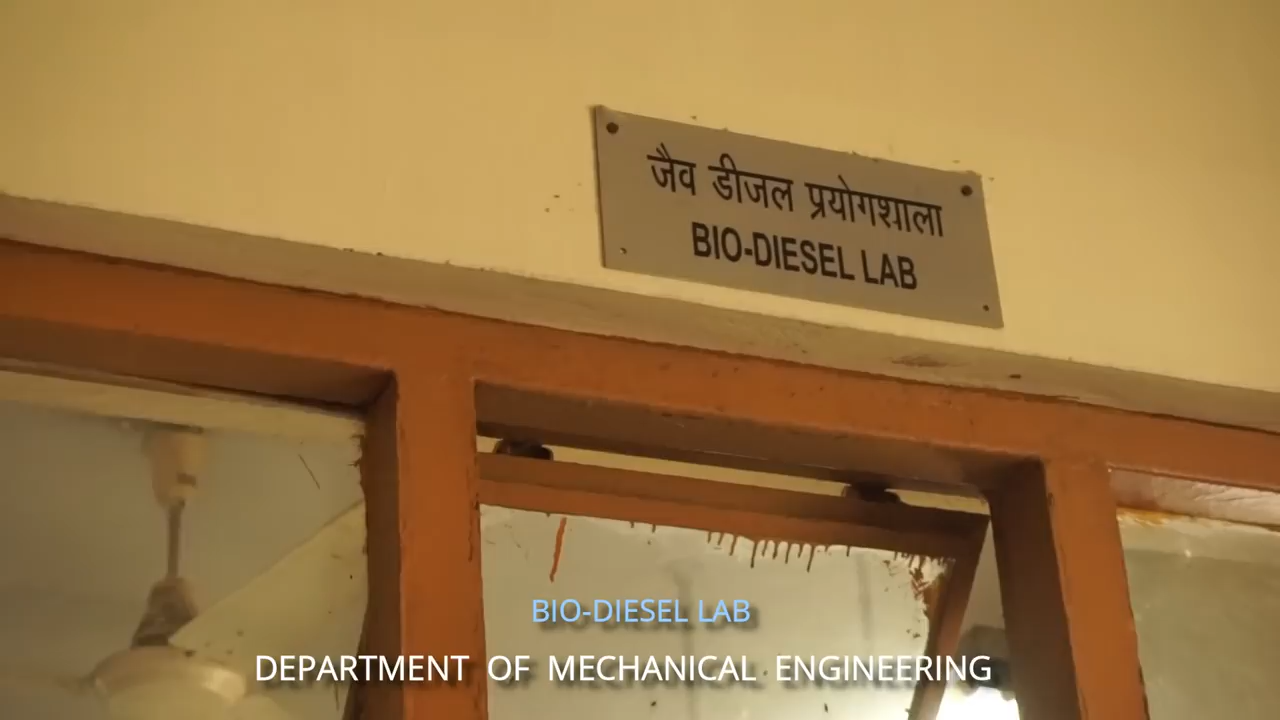 जैव डीजल प्रयोगशाला
BIO-DIESEL LAB
BIO-DIESEL LAB
DEPARTMENT OF MECHANICAL ENGINEERING